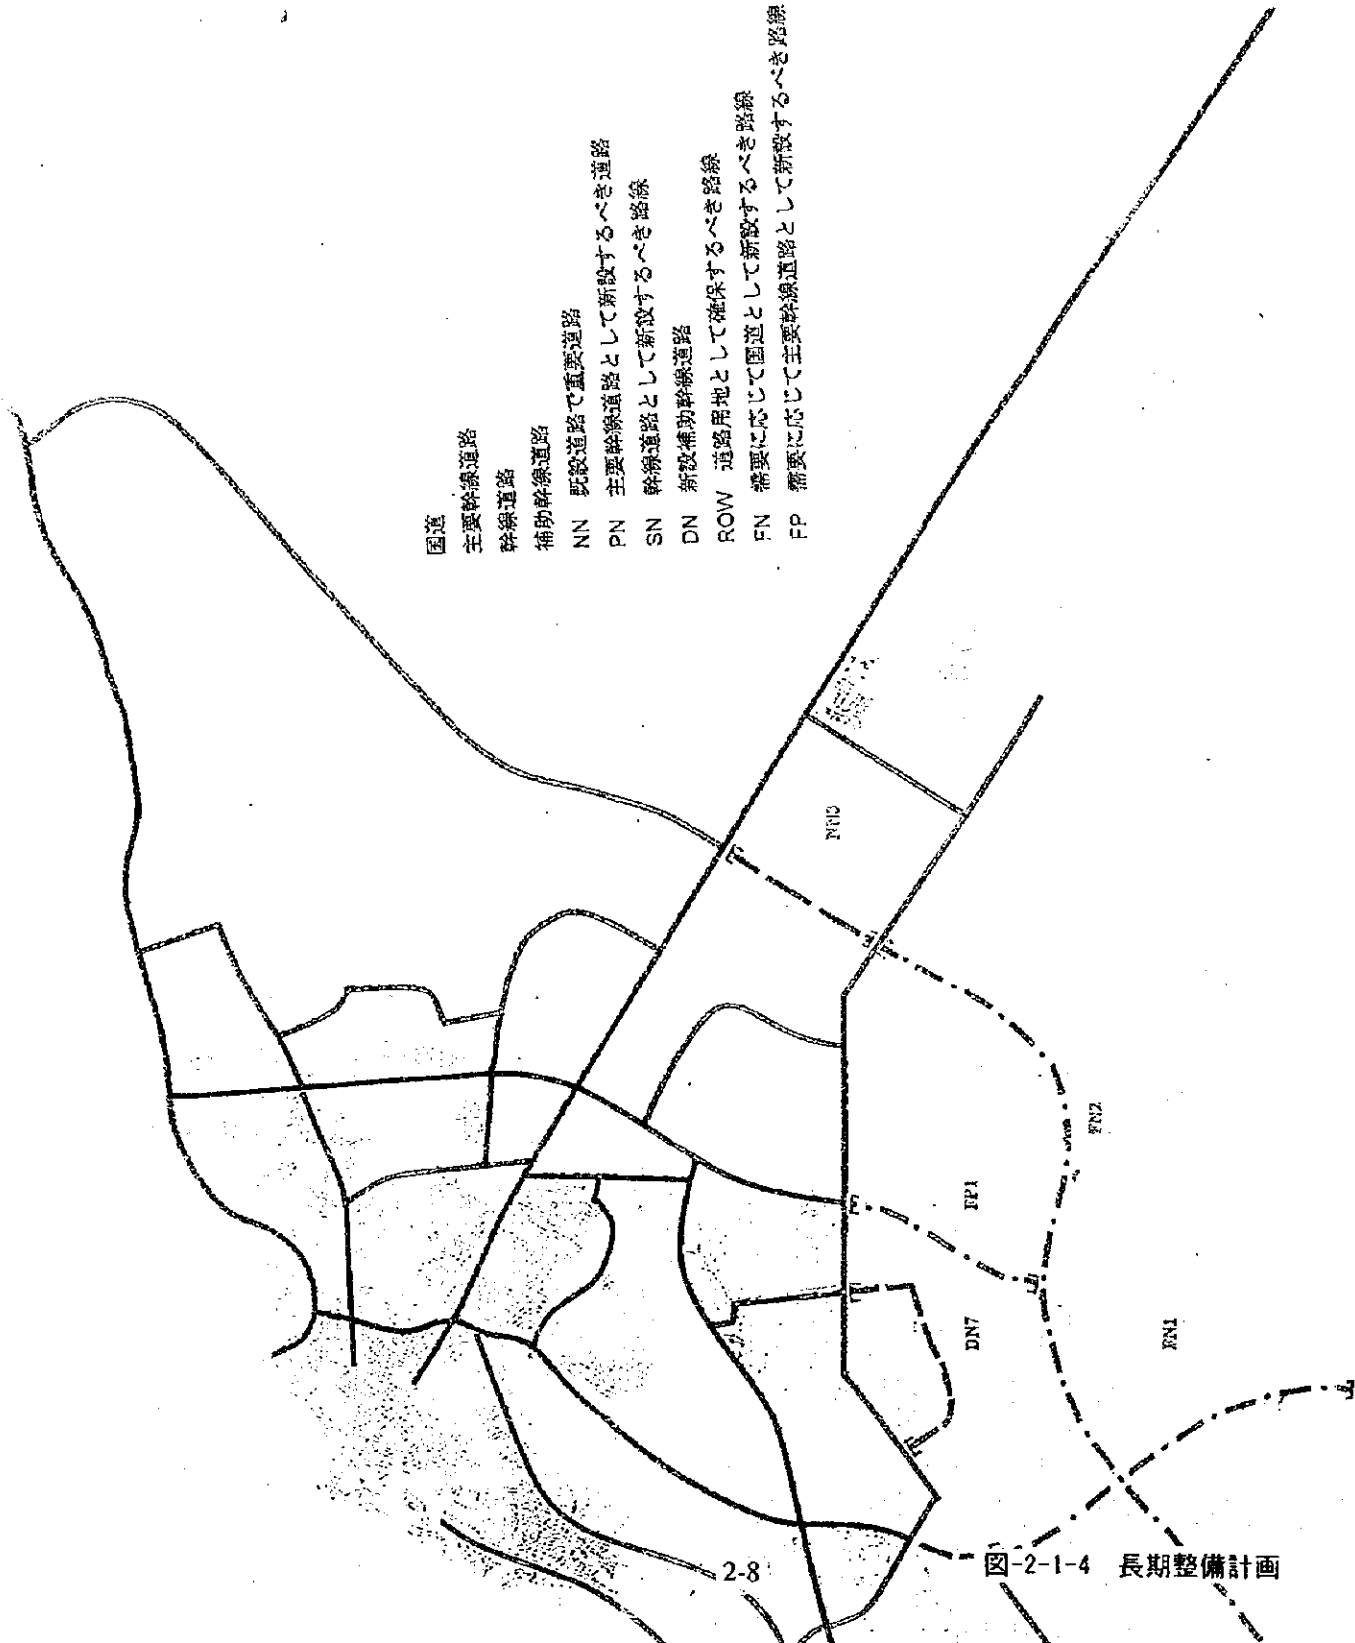 国道
主要幹線道路
幹線道路
補助幹線道路
NN 既設道路で重要道路
PN 主要幹線道路として新設するべき道路
SN 幹線道路として新設するべき路線
DN 新設補助幹線道路
ROW 道路用地として確保するべき路線
FN 需要に応じて国道として新設するべき路線
FP 需要に応じて主要幹線道路として新設するべき路線
FN2
FP1
DN7
FN1
2-8
図-2-1-4 長期整備計画